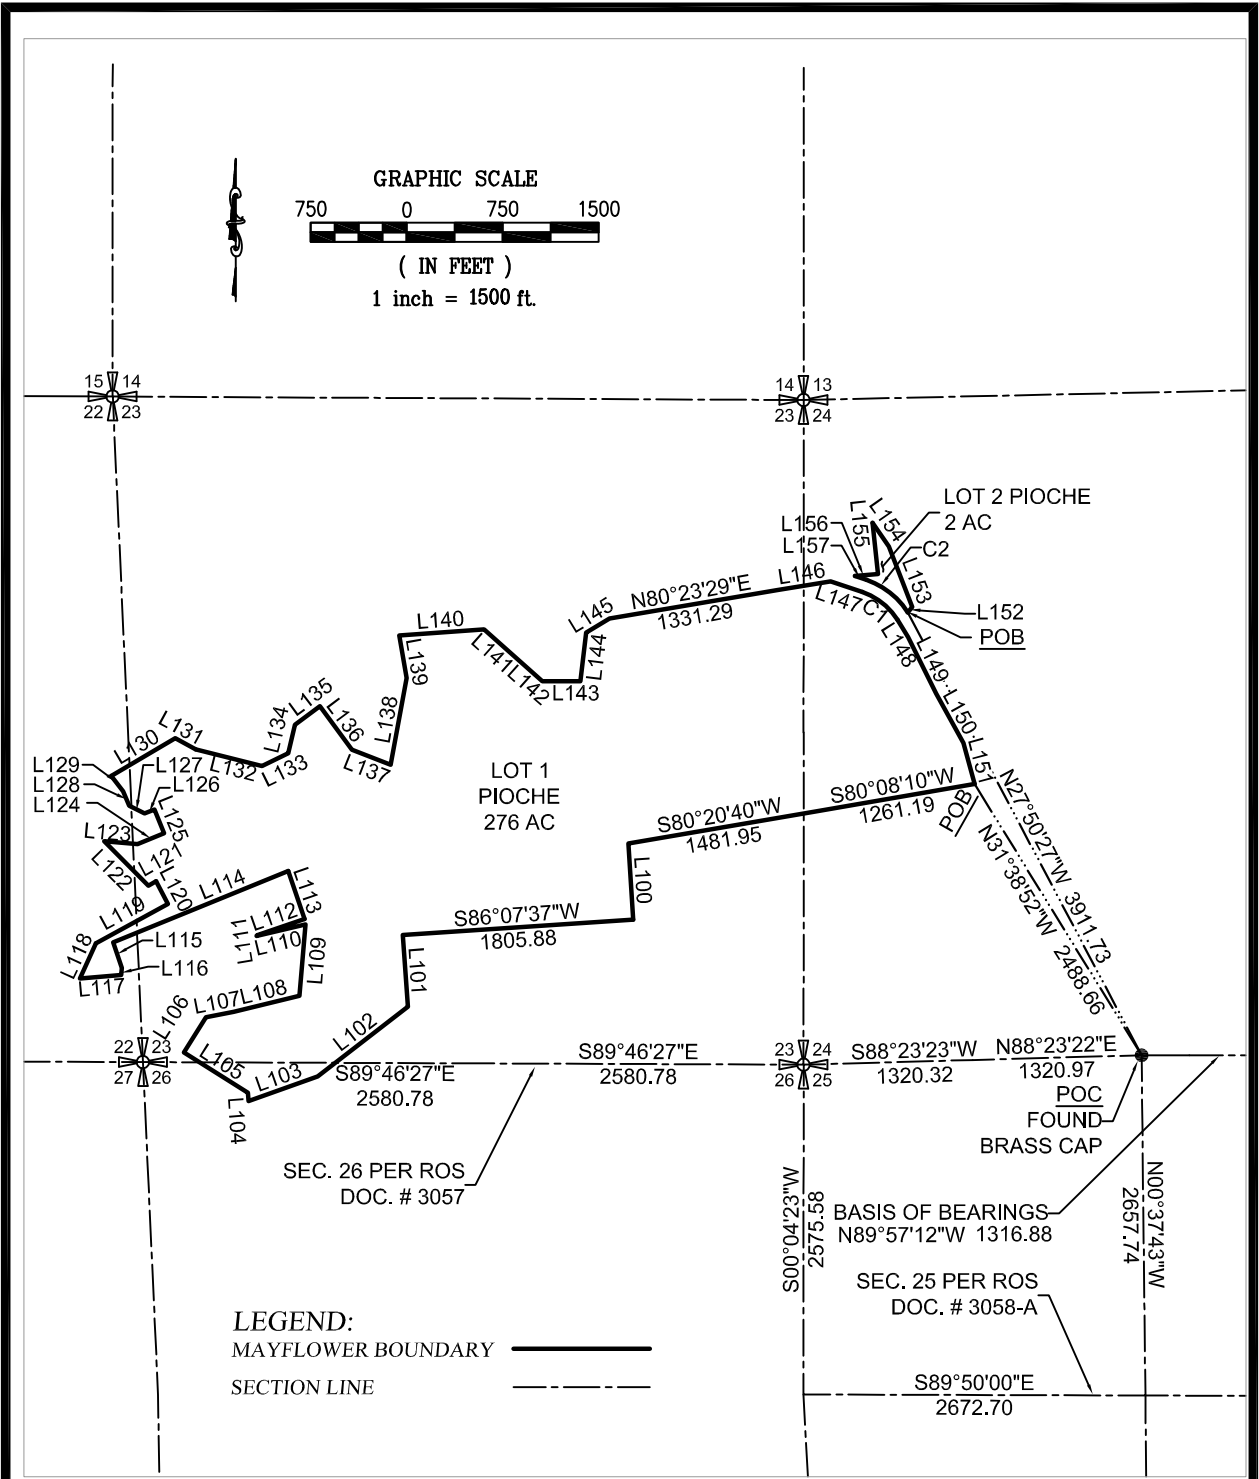 GRAPHIC SCALE
750 0 750 1500
( IN FEET )
1 inch = 1500 ft.
15 14
22 23
14 13
23 24
LOT 2 PIOCHE
2 AC
L154
L155
L156
L157
C2
L153
L152
POB
L146
N80°23'29"E
1331.29
L147
C1
L148
L149
L150
L151
L145
L144
L143
L142
L141
L140
L139
L138
L137
L136
L135
L134
L133
L132
L131
L130
L129
L128
L127
L126
L124
L125
L123
L122
L121
L120
L119
L118
L117
L116
L115
L114
L113
L112
L111
L110
L109
L108
L107
L106
L105
L104
L103
L102
L101
L100
LOT 1
PIOCHE
276 AC
S80°20'40"W
1481.95
S80°08'10"W
1261.19
POB
N27°50'27"W 3911.73
N31°38'52"W 2488.66
S86°07'37"W
1805.88
22 23
27 26
S89°46'27"E
2580.78
S89°46'27"E
2580.78
23 24
26 25
S88°23'23"W
1320.32
N88°23'22"E
1320.97
POC
FOUND
BRASS CAP
SEC. 26 PER ROS
DOC. # 3057
S00°04'23"W
2575.58
BASIS OF BEARINGS
N89°57'12"W 1316.88
N00°37'43"W
2657.74
SEC. 25 PER ROS
DOC. # 3058-A
S89°50'00"E
2672.70
LEGEND:
MAYFLOWER BOUNDARY
SECTION LINE